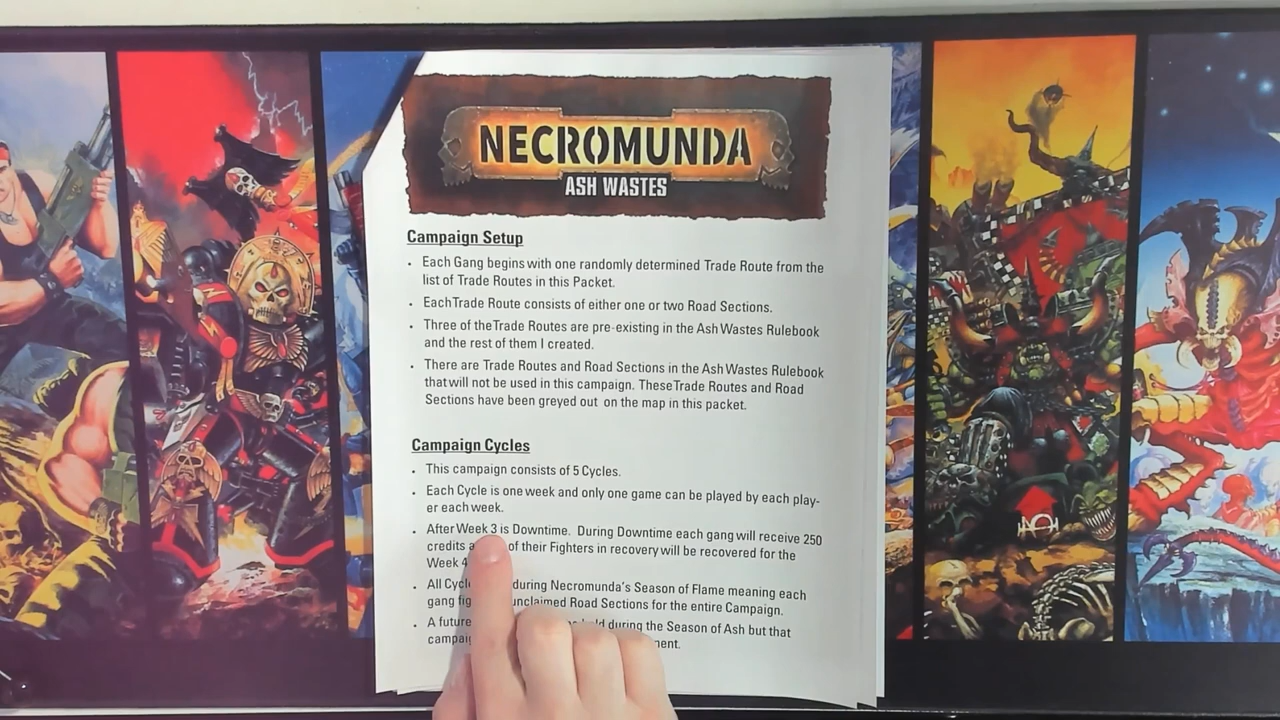 NECROMUNDA
ASH WASTES
Campaign Setup
• Each Gang begins with one randomly determined Trade Route from the
list of Trade Routes in this Packet.
• Each Trade Route consists of either one or two Road Sections.
• Three of the Trade Routes are pre-existing in the Ash Wastes Rulebook
and the rest of them I created.
• There are Trade Routes and Road Sections in the Ash Wastes Rulebook
that will not be used in this campaign. These Trade Routes and Road
Sections have been greyed out on the map in this packet.
Campaign Cycles
• This campaign consists of 5 Cycles.
• Each Cycle is one week and only one game can be played by each play-
er each week.
• After Week 3 is Downtime. During Downtime each gang will receive 250
credits of their Fighters in recovery will be recovered for the
Week 4
• All during Necromunda's Season of Flame meaning each
gang unclaimed Road Sections for the entire Campaign.
• A future during the Season of Ash but that